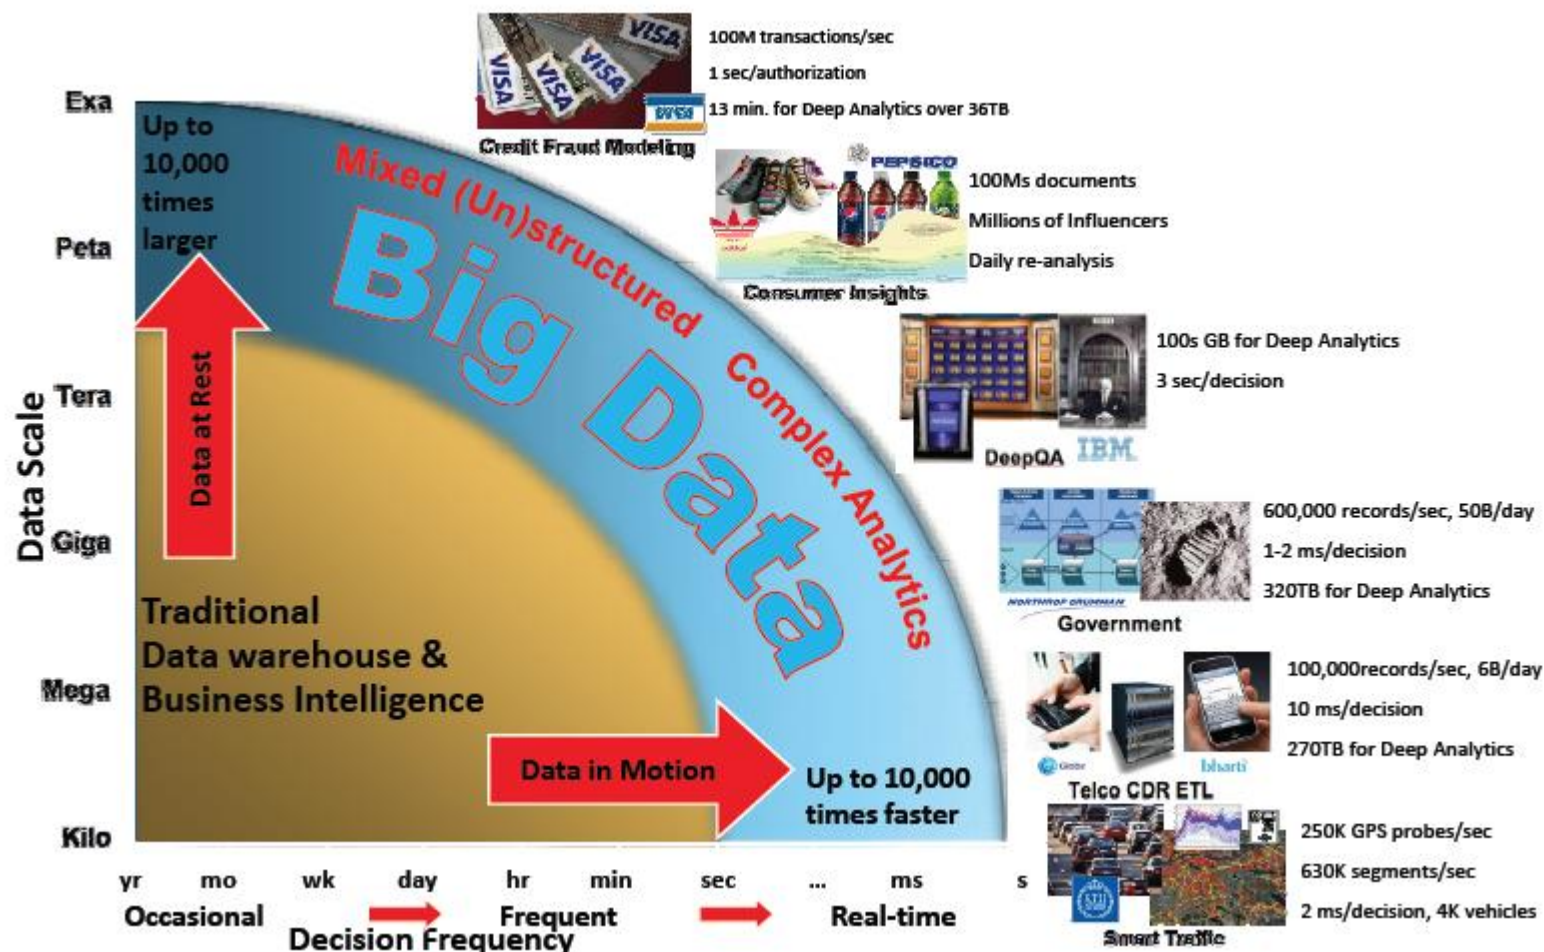 100M transactions/sec
1 sec/authorization
13 min. for Deep Analytics over 36TB
VISA
VISA
VISA
VISA
Credit Fraud Modeling
PEPSICO
100Ms documents
Millions of Influencers
Daily re-analysis
Consumer Insights
100s GB for Deep Analytics
3 sec/decision
DeepQA
IBM
600,000 records/sec, 50B/day
1-2 ms/decision
320TB for Deep Analytics
NORTHROP GRUMMAN
Government
100,000records/sec, 6B/day
10 ms/decision
270TB for Deep Analytics
Globe
bharti
Telco CDR ETL
250K GPS probes/sec
630K segments/sec
2 ms/decision, 4K vehicles
Smart Traffic
Data Scale
Exa
Peta
Tera
Giga
Mega
Kilo
Up to
10,000
times
larger
Data at Rest
Mixed (Un)structured
Complex Analytics
Big Data
Traditional
Data warehouse &
Business Intelligence
Data in Motion
Up to 10,000
times faster
yr mo wk day hr min sec ... ms s
Occasional Frequent Real-time
Decision Frequency